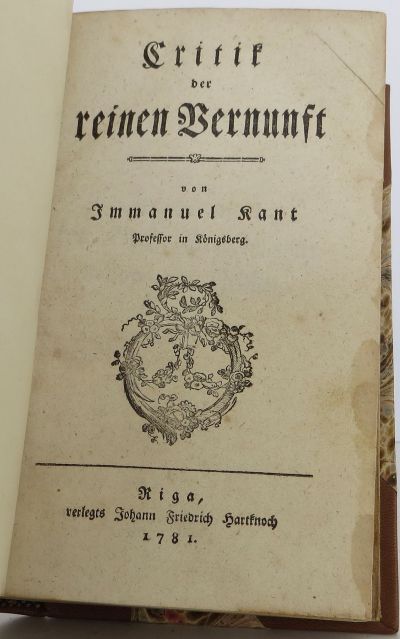 Critik
der
reinen Vernunft
von
Immanuel Kant
Professor in Königsberg.
Riga,
verlegts Johann Friedrich Hartknoch
1781.